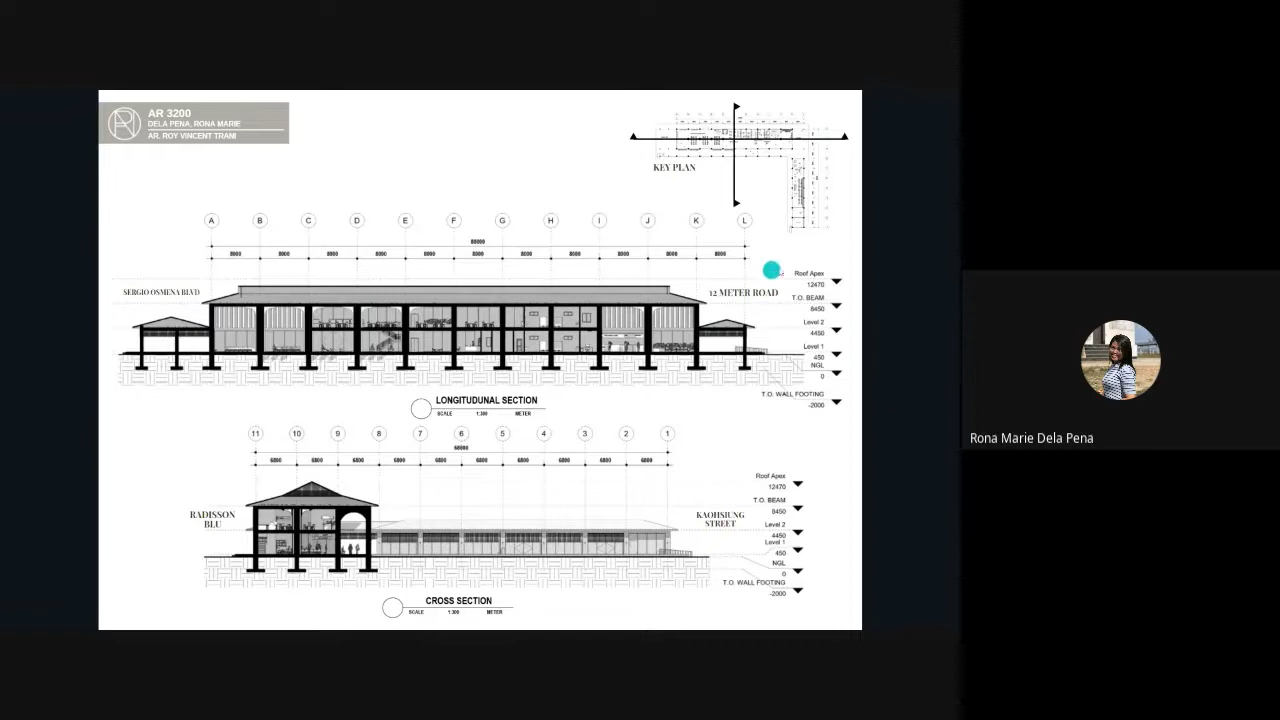 AR 3200
DELA PENA, RONA MARIE
AR. ROY VINCENT TRANI
KEY PLAN
A B C D E F G H I J K L
88000
8000 8000 8000 8000 8000 8000 8000 8000 8000 8000 8000
SERGIO OSMENA BLVD
12 METER ROAD
Roof Apex
12470
T.O. BEAM
8450
Level 2
4450
Level 1
450
NGL
0
T.O. WALL FOOTING
-2000
LONGITUDUNAL SECTION
SCALE 1:300 METER
11 10 9 8 7 6 5 4 3 2 1
68000
6800 6800 6800 6800 6800 6800 6800 6800 6800 6800
RADISSON
BLU
KAOHSIUNG
STREET
Roof Apex
12470
T.O. BEAM
8450
Level 2
4450
Level 1
450
NGL
0
T.O. WALL FOOTING
-2000
CROSS SECTION
SCALE 1:300 METER
Rona Marie Dela Pena